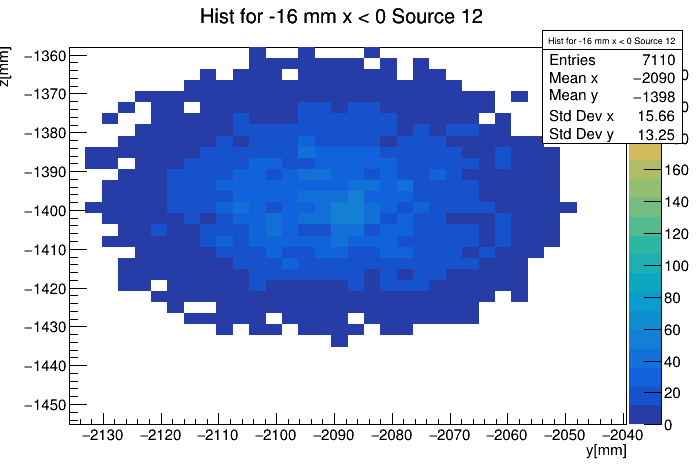 Hist for -16 mm x < 0 Source 12
z[mm]
Hist for -16 mm x < 0 Source 12
Entries 7110
Mean x −2090
Mean y −1398
Std Dev x 15.66
Std Dev y 13.25
−1360
−1370
−1380
−1390
−1400
−1410
−1420
−1430
−1440
−1450
160
140
120
100
80
60
40
20
0
−2130 −2120 −2110 −2100 −2090 −2080 −2070 −2060 −2050 −2040
y[mm]